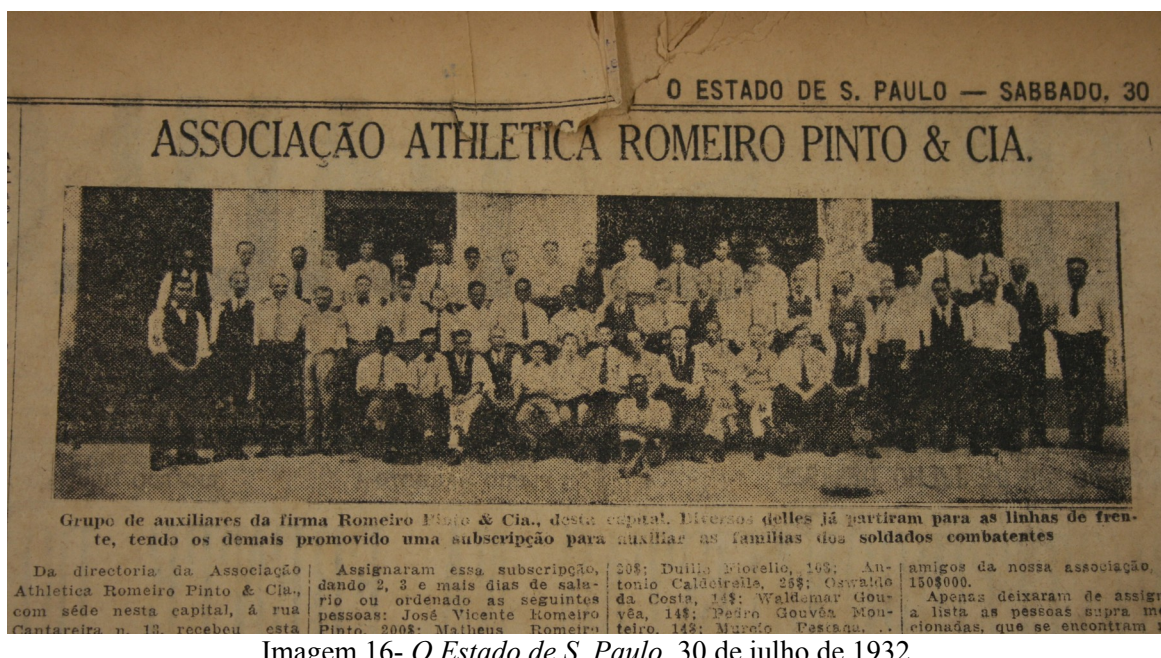 O ESTADO DE S. PAULO — SABBADO, 30
ASSOCIAÇÃO ATHLETICA ROMEIRO PINTO & CIA.
Grupo de auxiliares da firma Romeiro Pinto & Cia., desta capital. Diversos delles já partiram para as linhas de fren-
te, tendo os demais promovido uma subscripção para auxiliar as familias dos soldados combatentes
Da directoria da Associação
Athletica Romeiro Pinto & Cia.,
com séde nesta capital, á rua
Cantareira n. 13, recebeu esta
Assignaram essa subscripção,
dando 2, 3 e mais dias de sala-
rio ou ordenado as seguintes
pessoas: José Vicente Romeiro
Pinto, 200$; Matheus Romeiro
Duilio Fiorello, 10$; An-
tonio 25$; Oswaldo
da Costa, 14$; Waldemar Gou-
vêa, 14$; Pedro Gouvêa Mon-
teiro, 14$; Murcio Pestana, ..
amigos da nossa associação,
150$000.
Apenas deixaram de assig
a lista as pessoas supra m
cionadas, que se encontram
Imagem 16- O Estado de S. Paulo, 30 de julho de 1932